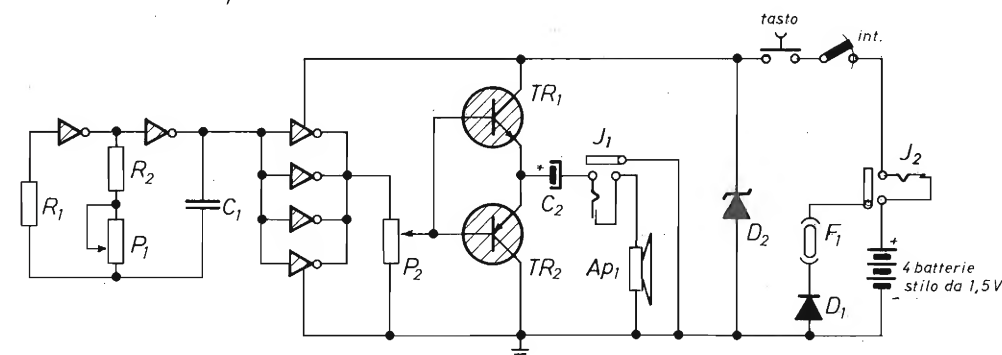 tasto
int.
TR1
J1
J2
R2
R1
C1
P1
P2
C2
TR2
Ap1
D2
F1
D1
+
+
4 batterie
stilo da 1,5V
-